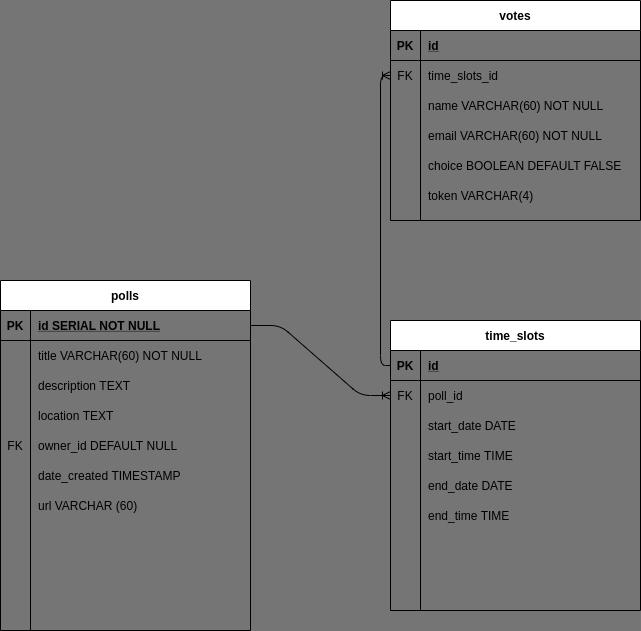 votes
PK id
FK time_slots_id
name VARCHAR(60) NOT NULL
email VARCHAR(60) NOT NULL
choice BOOLEAN DEFAULT FALSE
token VARCHAR(4)
polls
PK id SERIAL NOT NULL
title VARCHAR(60) NOT NULL
description TEXT
location TEXT
FK owner_id DEFAULT NULL
date_created TIMESTAMP
url VARCHAR (60)
time_slots
PK id
FK poll_id
start_date DATE
start_time TIME
end_date DATE
end_time TIME